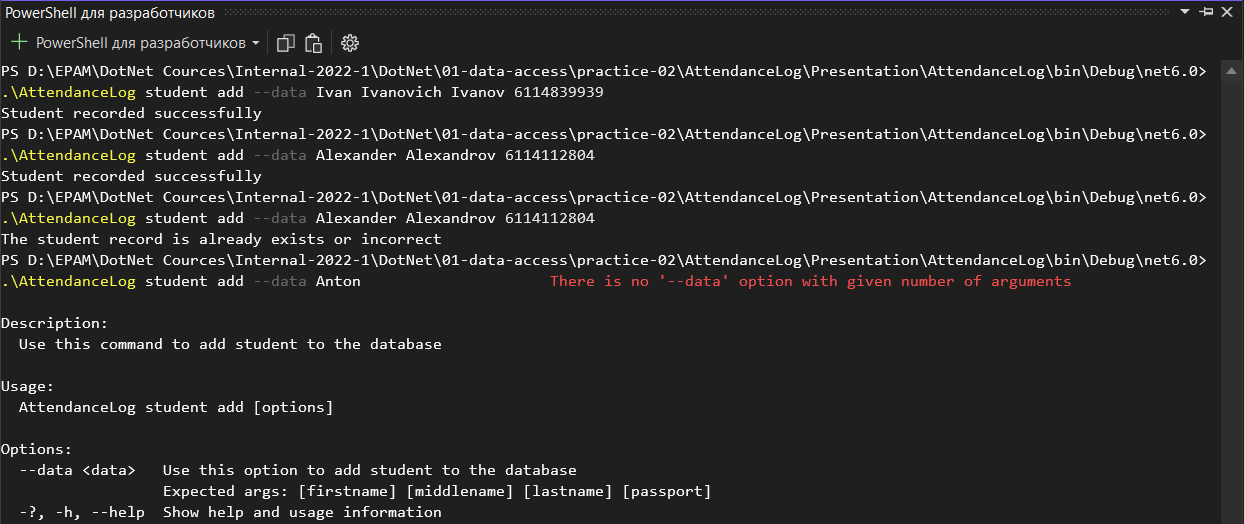 PowerShell для разработчиков
PowerShell для разработчиков
PS D:\EPAM\DotNet Cources\Internal-2022-1\DotNet\01-data-access\practice-02\AttendanceLog\Presentation\AttendanceLog\bin\Debug\net6.0>
.\AttendanceLog student add --data Ivan Ivanovich Ivanov 6114839939
Student recorded successfully
PS D:\EPAM\DotNet Cources\Internal-2022-1\DotNet\01-data-access\practice-02\AttendanceLog\Presentation\AttendanceLog\bin\Debug\net6.0>
.\AttendanceLog student add --data Alexander Alexandrov 6114112804
Student recorded successfully
PS D:\EPAM\DotNet Cources\Internal-2022-1\DotNet\01-data-access\practice-02\AttendanceLog\Presentation\AttendanceLog\bin\Debug\net6.0>
.\AttendanceLog student add --data Alexander Alexandrov 6114112804
The student record is already exists or incorrect
PS D:\EPAM\DotNet Cources\Internal-2022-1\DotNet\01-data-access\practice-02\AttendanceLog\Presentation\AttendanceLog\bin\Debug\net6.0>
.\AttendanceLog student add --data Anton There is no '--data' option with given number of arguments
Description:
Use this command to add student to the database
Usage:
AttendanceLog student add [options]
Options:
--data <data> Use this option to add student to the database
Expected args: [firstname] [middlename] [lastname] [passport]
-?, -h, --help Show help and usage information